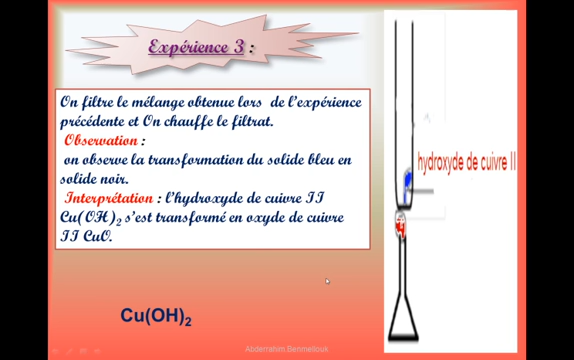 Expérience 3 :
On filtre le mélange obtenue lors de l'expérience
précédente et On chauffe le filtrat.
Observation :
on observe la transformation du solide bleu en
solide noir.
Interprétation : l'hydroxyde de cuivre II
Cu(OH)2 s'est transformé en oxyde de cuivre
II CuO.
hydroxyde de cuivre II
Cu(OH)2
Abderrahim Benmellouk